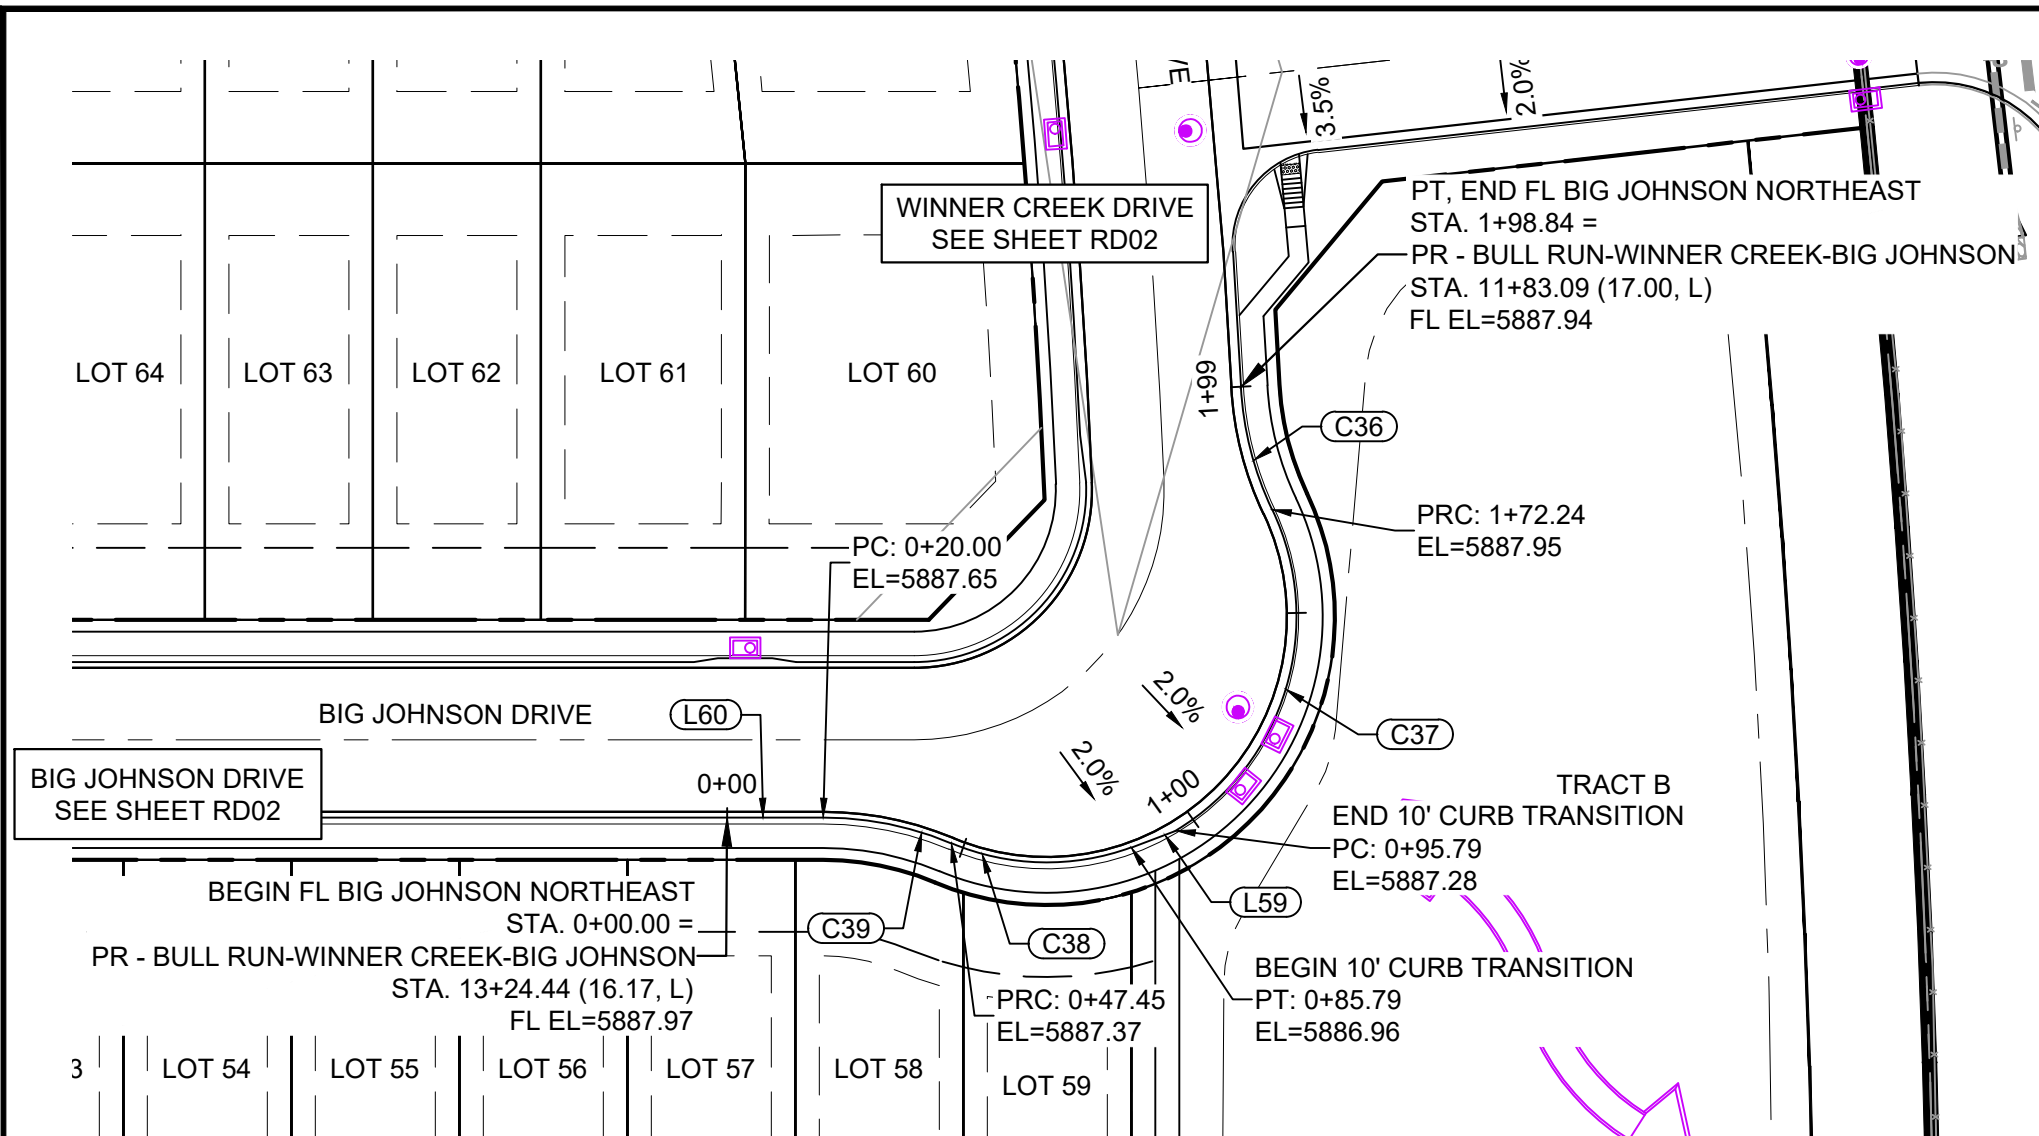 3.5%
2.0%
WINNER CREEK DRIVE
SEE SHEET RD02
PT, END FL BIG JOHNSON NORTHEAST
STA. 1+98.84 =
PR - BULL RUN-WINNER CREEK-BIG JOHNSON
STA. 11+83.09 (17.00, L)
FL EL=5887.94
LOT 64
LOT 63
LOT 62
LOT 61
LOT 60
1+99
C36
PRC: 1+72.24
EL=5887.95
PC: 0+20.00
EL=5887.65
BIG JOHNSON DRIVE
L60
2.0%
2.0%
C37
BIG JOHNSON DRIVE
SEE SHEET RD02
0+00
1+00
TRACT B
END 10' CURB TRANSITION
PC: 0+95.79
EL=5887.28
L59
BEGIN FL BIG JOHNSON NORTHEAST
STA. 0+00.00 =
PR - BULL RUN-WINNER CREEK-BIG JOHNSON
STA. 13+24.44 (16.17, L)
FL EL=5887.97
C39
C38
PRC: 0+47.45
EL=5887.37
BEGIN 10' CURB TRANSITION
PT: 0+85.79
EL=5886.96
3
LOT 54
LOT 55
LOT 56
LOT 57
LOT 58
LOT 59